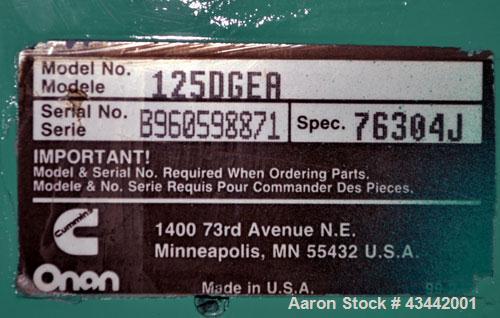 Model No.
Modele 125DGEA
Serial No.
Serie B960598871 Spec. 76304J
IMPORTANT!
Model & Serial No. Required When Ordering Parts.
Modele & No. Serie Requis Pour Commander Des Pieces.
Cummins
Onan
1400 73rd Avenue N.E.
Minneapolis, MN 55432 U.S.A.
Made in U.S.A.
Aaron Stock # 43442001